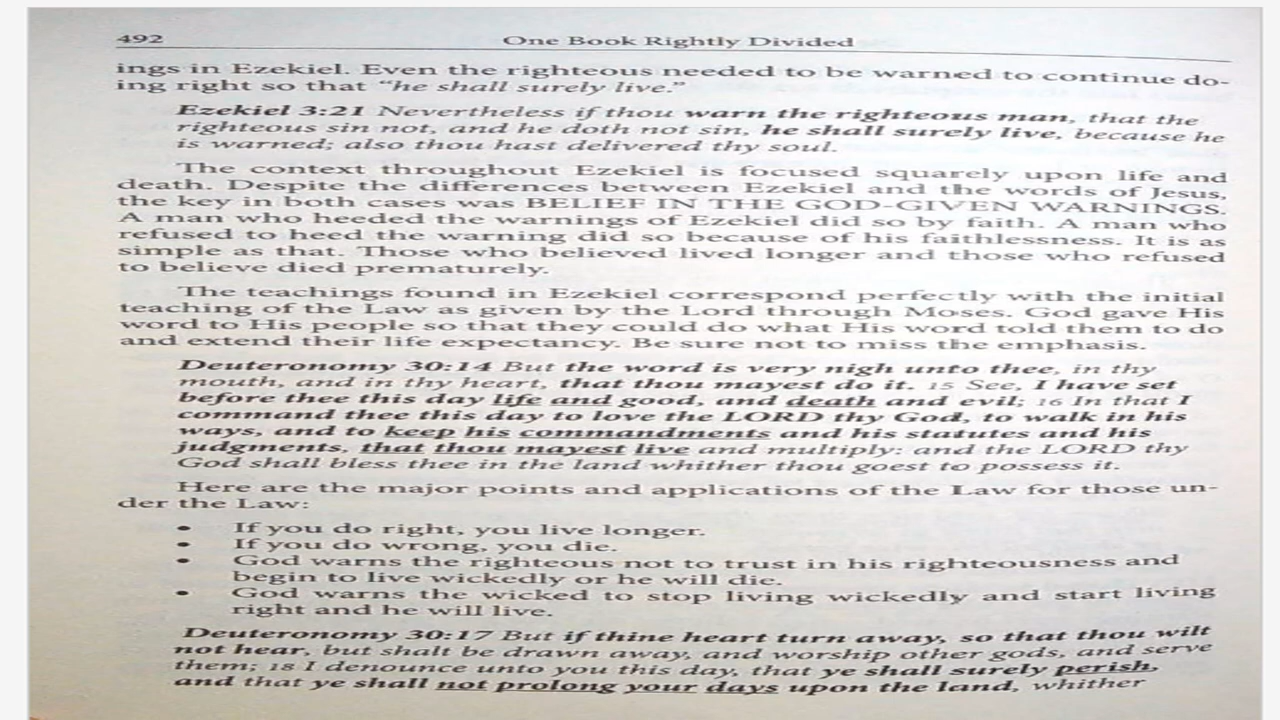 492 One Book Rightly Divided
ings in Ezekiel. Even the righteous needed to be warned to continue do-
ing right so that "he shall surely live."
Ezekiel 3:21 Nevertheless if thou warn the righteous man, that the
righteous sin not, and he doth not sin, he shall surely live, because he
is warned; also thou hast delivered thy soul.
The context throughout Ezekiel is focused squarely upon life and
death. Despite the differences between Ezekiel and the words of Jesus,
the key in both cases was BELIEF IN THE GOD-GIVEN WARNINGS.
A man who heeded the warnings of Ezekiel did so by faith. A man who
refused to heed the warning did so because of his faithlessness. It is as
simple as that. Those who believed lived longer and those who refused
to believe died prematurely.
The teachings found in Ezekiel correspond perfectly with the initial
teaching of the Law as given by the Lord through Moses. God gave His
word to His people so that they could do what His word told them to do
and extend their life expectancy. Be sure not to miss the emphasis.
Deuteronomy 30:14 But the word is very nigh unto thee, in thy
mouth, and in thy heart, that thou mayest do it. 15 See, I have set
before thee this day life and good, and death and evil; 16 In that I
command thee this day to love the LORD thy God, to walk in his
ways, and to keep his commandments and his statutes and his
judgments, that thou mayest live and multiply: and the LORD thy
God shall bless thee in the land whither thou goest to possess it.
Here are the major points and applications of the Law for those un-
der the Law:
• If you do right, you live longer.
• If you do wrong, you die.
• God warns the righteous not to trust in his righteousness and
begin to live wickedly or he will die.
• God warns the wicked to stop living wickedly and start living
right and he will live.
Deuteronomy 30:17 But if thine heart turn away, so that thou wilt
not hear, but shalt be drawn away, and worship other gods, and serve
them; 18 I denounce unto you this day, that ye shall surely perish,
and that ye shall not prolong your days upon the land, whither